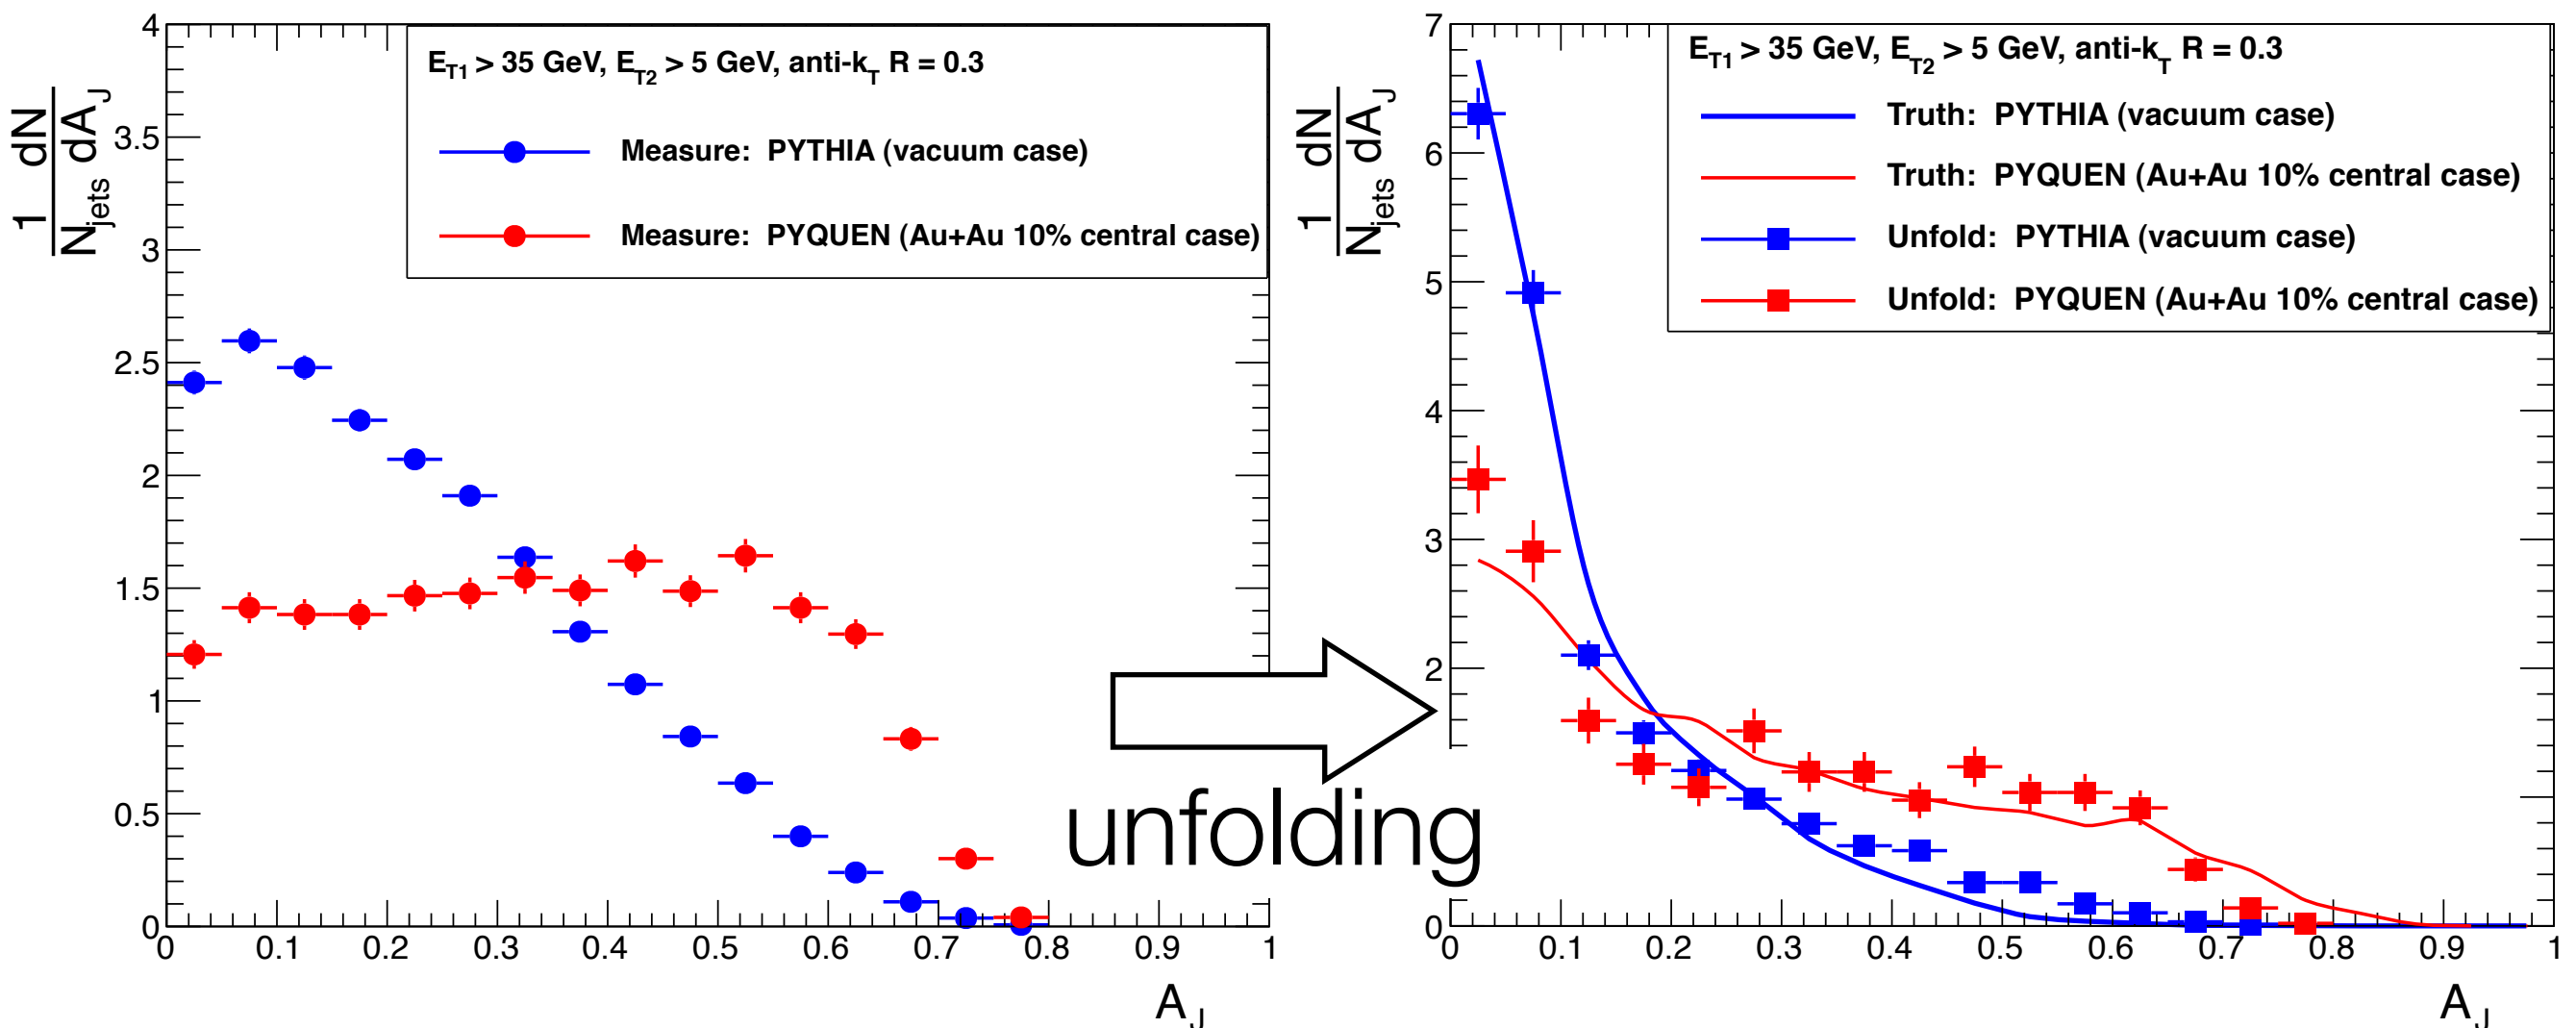 4
3.5
3
2.5
2
1.5
1
0.5
0
1 dN
N_jets dA_J
E_T1 > 35 GeV, E_T2 > 5 GeV, anti-k_T R = 0.3
Measure: PYTHIA (vacuum case)
Measure: PYQUEN (Au+Au 10% central case)
0 0.1 0.2 0.3 0.4 0.5 0.6 0.7 0.8 0.9 1
A_J
unfolding
7
6
5
4
3
2
0
1 dN
N_jets dA_J
E_T1 > 35 GeV, E_T2 > 5 GeV, anti-k_T R = 0.3
Truth: PYTHIA (vacuum case)
Truth: PYQUEN (Au+Au 10% central case)
Unfold: PYTHIA (vacuum case)
Unfold: PYQUEN (Au+Au 10% central case)
0 0.1 0.2 0.3 0.4 0.5 0.6 0.7 0.8 0.9 1
A_J